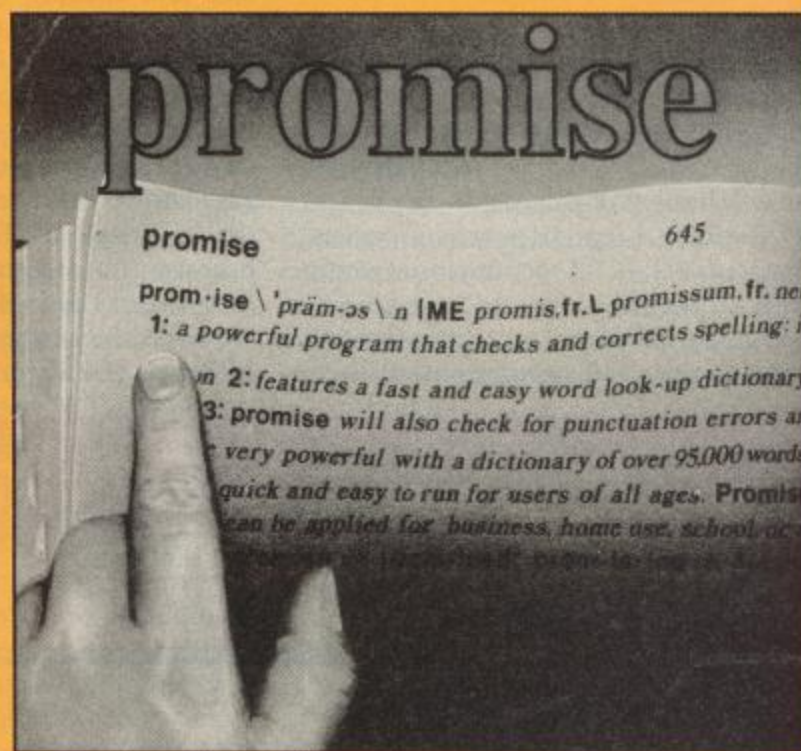 promise
promise 645
prom·ise \ 'präm-əs \ n |ME promis,fr.L promissum,fr. ne
1: a powerful program that checks and corrects spelling:
2: features a fast and easy word look-up dictionary
3: promise will also check for punctuation errors
very powerful with a dictionary of over 95,000 words
quick and easy to run for users of all ages. Promis
can be applied for business, home use, school, or